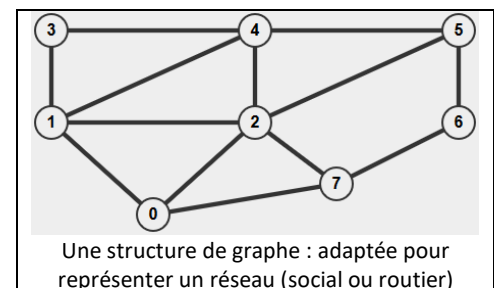 3 4 5
1 2 6
7
0
Une structure de graphe : adaptée pour
représenter un réseau (social ou routier)